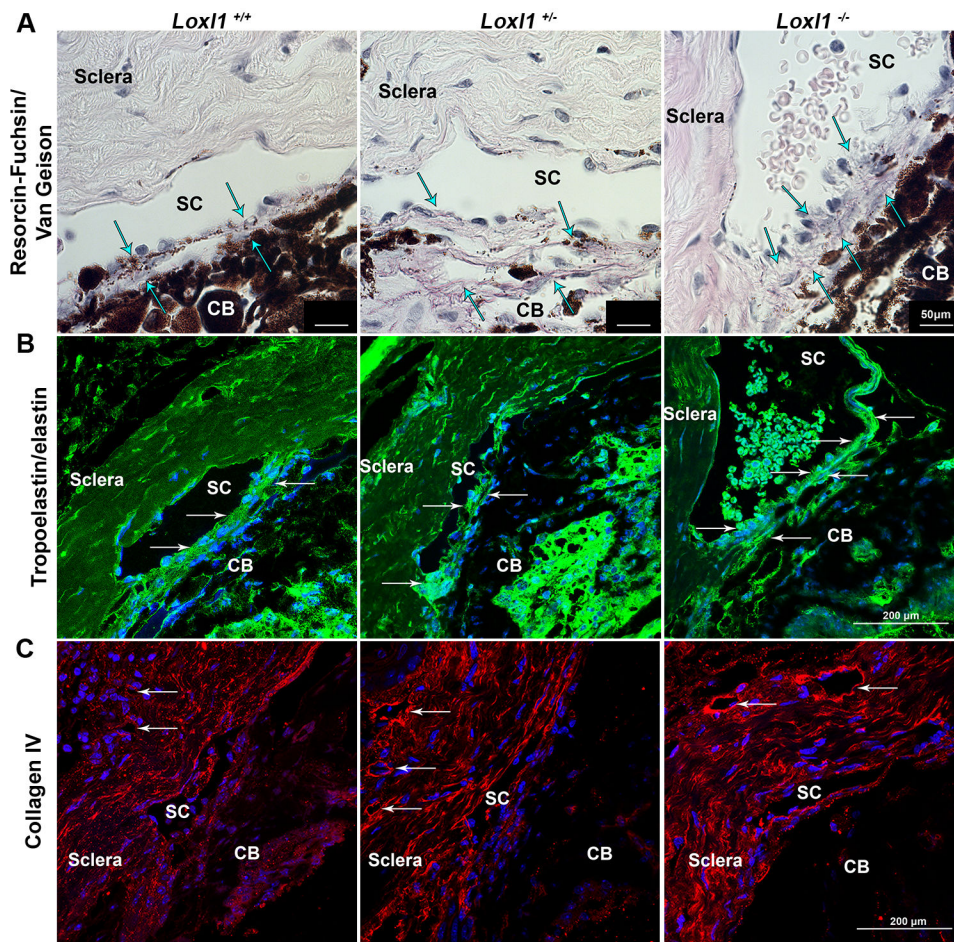 A
Loxl1 +/+
Loxl1 +/-
Loxl1 -/-
Resorcin-Fuchsin/
Van Geison
Sclera
SC
CB
Sclera
SC
CB
SC
Sclera
CB
50µm
B
Tropoelastin/elastin
Sclera
SC
CB
Sclera
SC
CB
SC
Sclera
CB
200 µm
C
Collagen IV
SC
Sclera
CB
SC
Sclera
CB
SC
Sclera
CB
200 µm